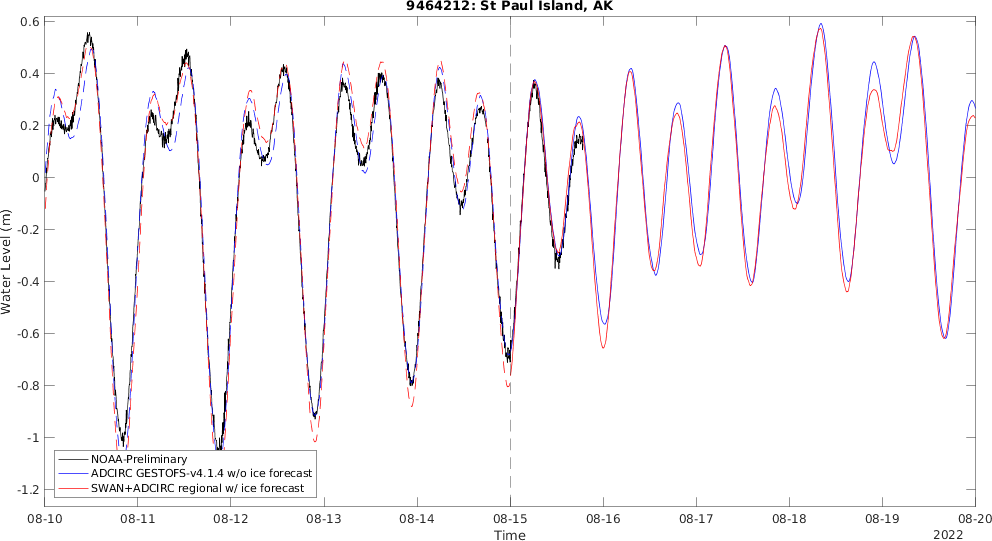 9464212: St Paul Island, AK
Water Level (m)
0.6
0.4
0.2
0
-0.2
-0.4
-0.6
-0.8
-1
-1.2
NOAA-Preliminary
ADCIRC GESTOFS-v4.1.4 w/o ice forecast
SWAN+ADCIRC regional w/ ice forecast
08-10 08-11 08-12 08-13 08-14 08-15 08-16 08-17 08-18 08-19 08-20
Time
2022